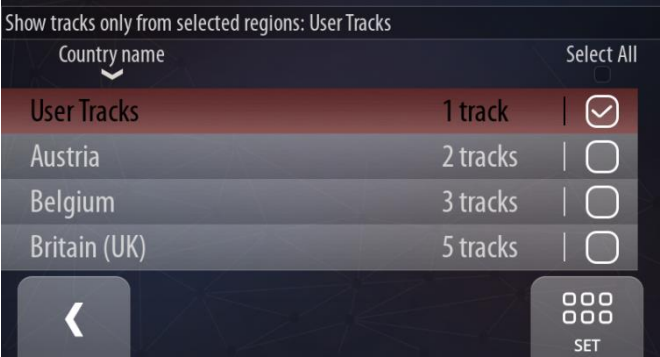 Show tracks only from selected regions: User Tracks
Country name Select All
User Tracks 1 track
Austria 2 tracks
Belgium 3 tracks
Britain (UK) 5 tracks
SET